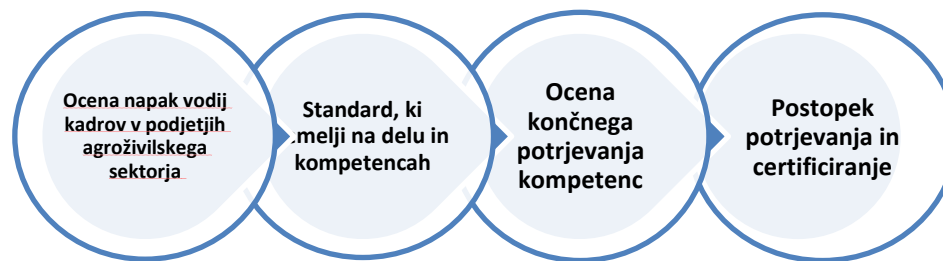 Ocena napak vodij
kadrov v podjetjih
agroživilskega
sektorja
Standard, ki
melji na delu in
kompetencah
Ocena
končnega
potrjevanja
kompetenc
Postopek
potrjevanja in
certificiranje